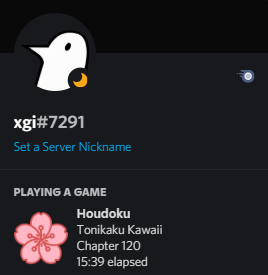 xgi#7291
Set a Server Nickname
PLAYING A GAME
Houdoku
Tonikaku Kawaii
Chapter 120
15:39 elapsed